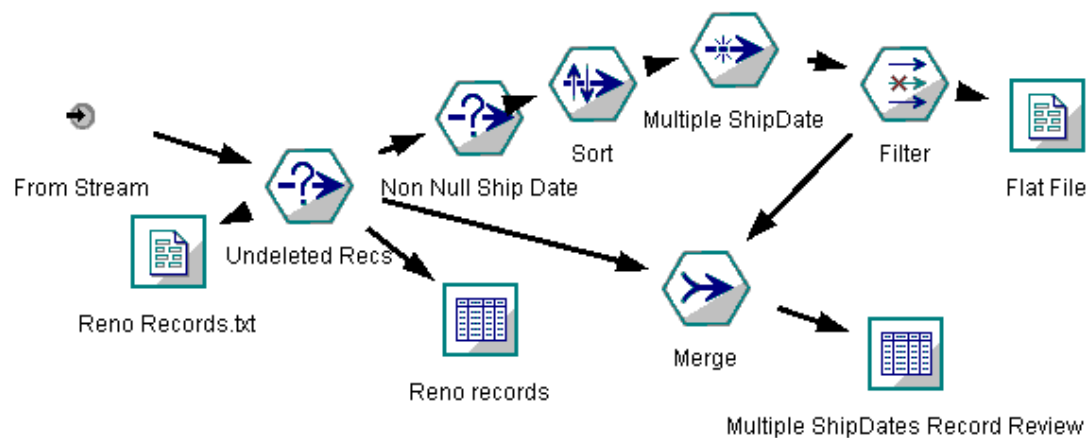 Multiple ShipDate
Sort
Filter
From Stream
Non Null Ship Date
Flat File
Undeleted Recs
Reno Records.txt
Merge
Reno records
Multiple ShipDates Record Review